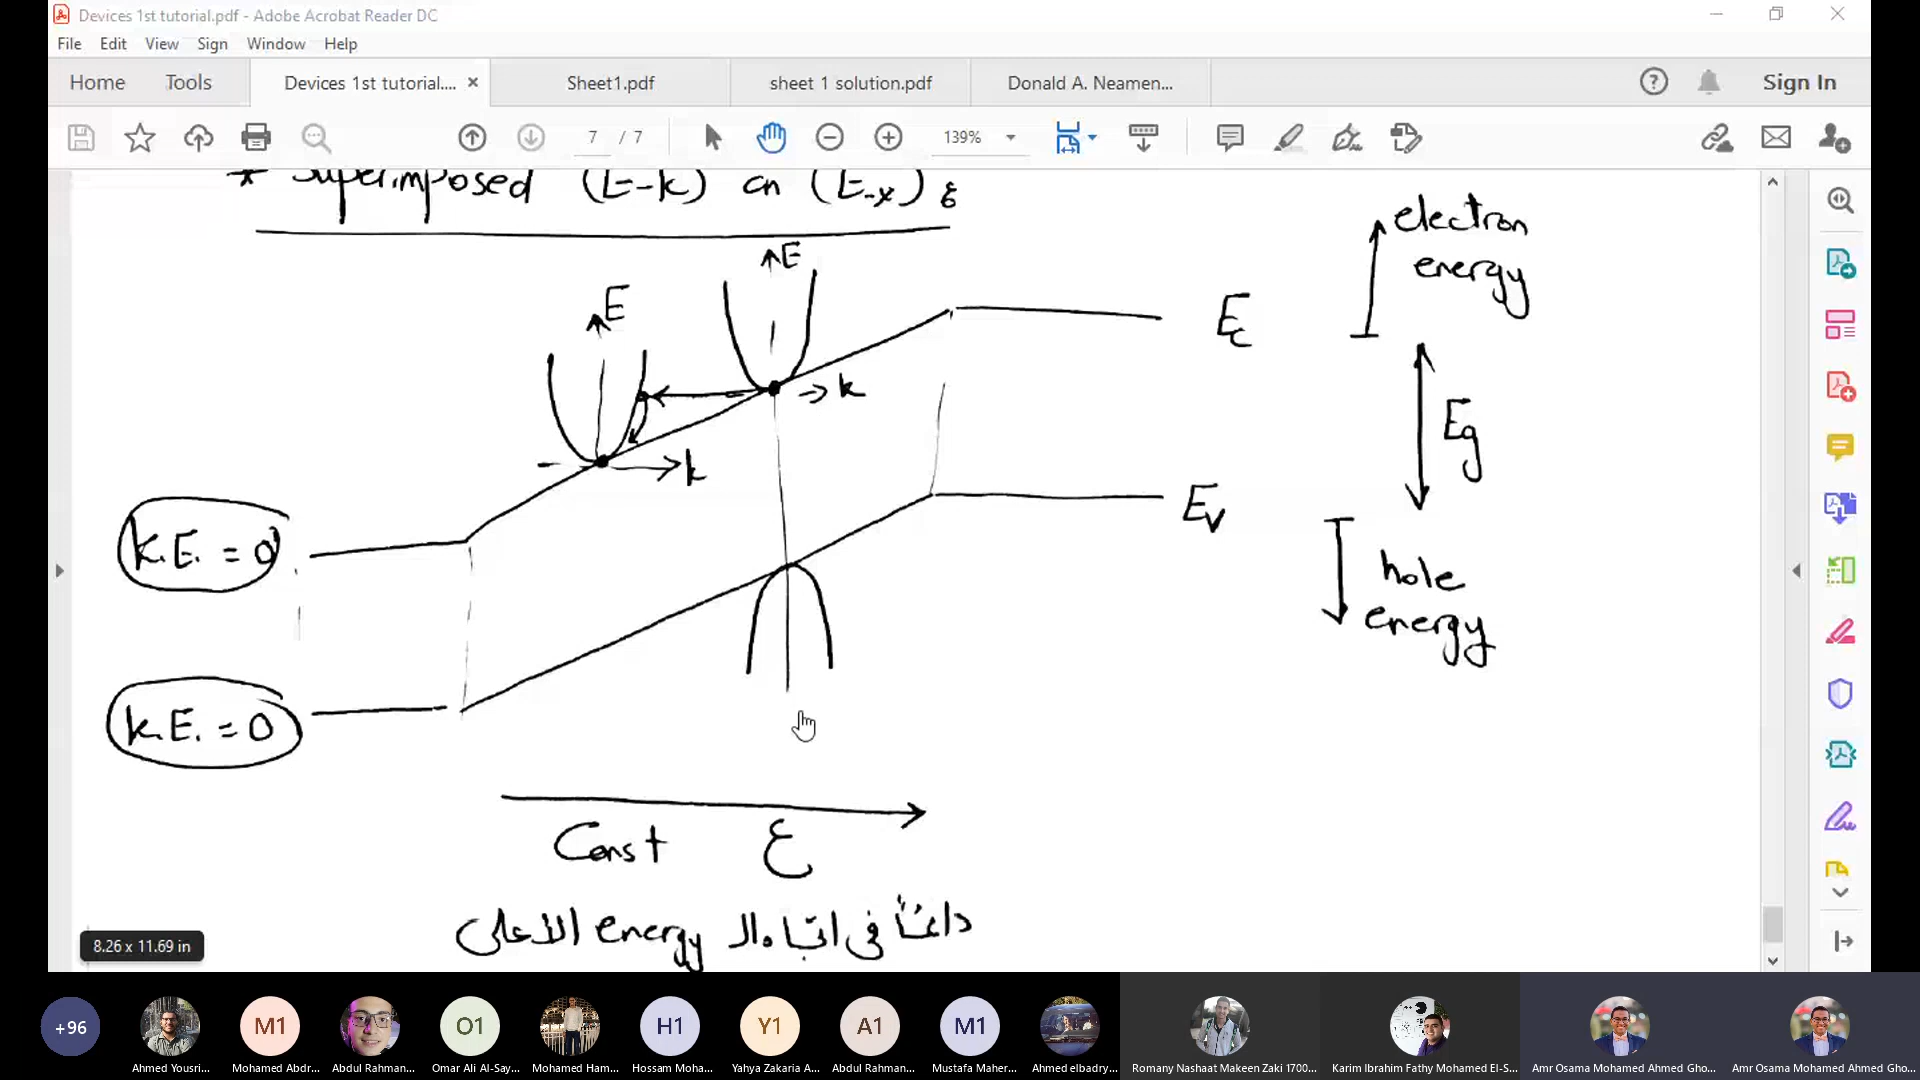 Devices 1st tutorial.pdf - Adobe Acrobat Reader DC
File Edit View Sign Window Help
Home Tools Devices 1st tutorial.... × Sheet1.pdf sheet 1 solution.pdf Donald A. Neamen... Sign In
7 / 7 139%
* Superimposed (E-k) on (E-x)
electron
energy
E
E
Ec
k
Eg
k
Ev
K.E. = 0
hole
energy
K.E. = 0
Const ℰ
دائمًا في اتجاه الـ energy الأعلى
8.26 x 11.69 in
+96
M1
O1
H1
Y1
A1
M1
Ahmed Yousri...
Mohamed Abdr...
Abdul Rahman...
Omar Ali Al-Say...
Mohamed Ham...
Hossam Moha...
Yahya Zakaria A...
Abdul Rahman...
Mustafa Maher...
Ahmed elbadry...
Romany Nashaat Makeen Zaki 1700...
Karim Ibrahim Fathy Mohamed El-S...
Amr Osama Mohamed Ahmed Gho...
Amr Osama Mohamed Ahmed Gho...